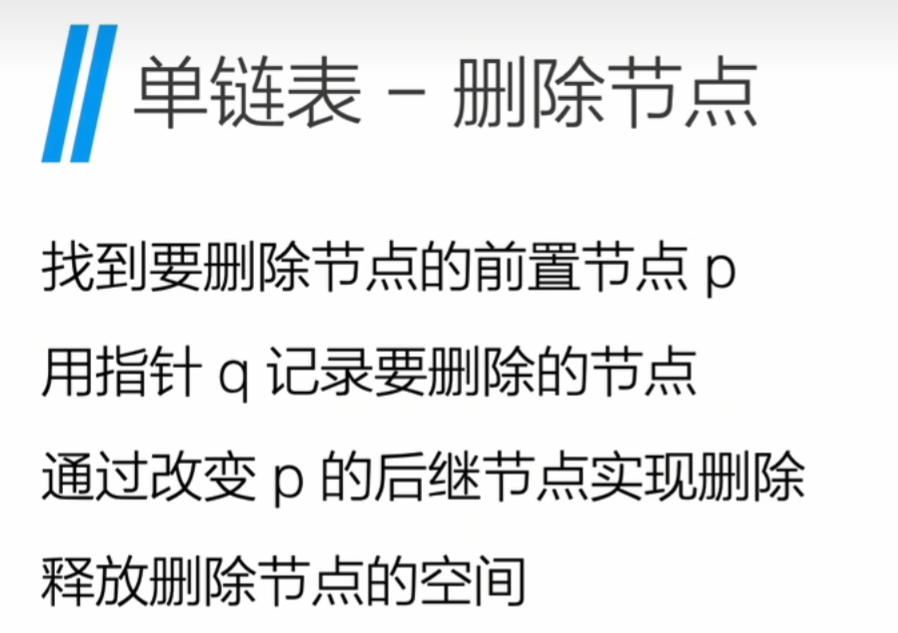 单链表 - 删除节点
找到要删除节点的前置节点 p
用指针 q 记录要删除的节点
通过改变 p 的后继节点实现删除
释放删除节点的空间